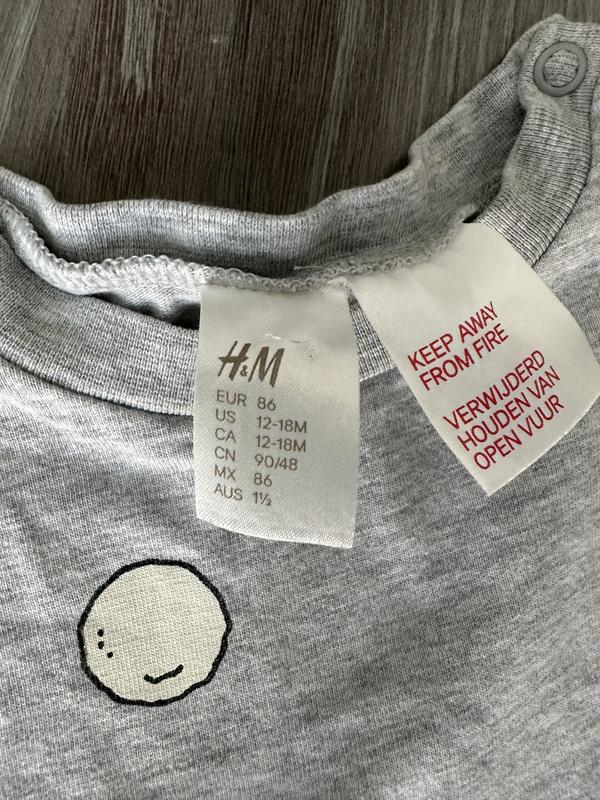 H&M
EUR 86
US 12-18M
CA 12-18M
CN 90/48
MX 86
AUS 1½
KEEP AWAY
FROM FIRE
VERWIJDERD
HOUDEN VAN
OPEN VUUR